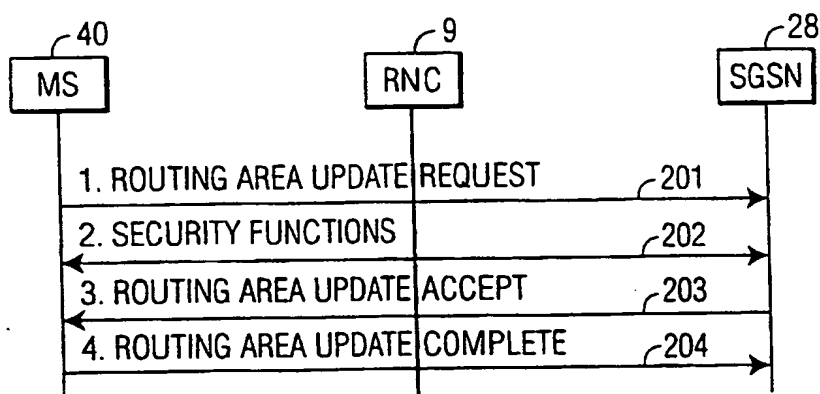 40 9 28
MS RNC SGSN
1. ROUTING AREA UPDATE REQUEST 201
2. SECURITY FUNCTIONS 202
3. ROUTING AREA UPDATE ACCEPT 203
4. ROUTING AREA UPDATE COMPLETE 204